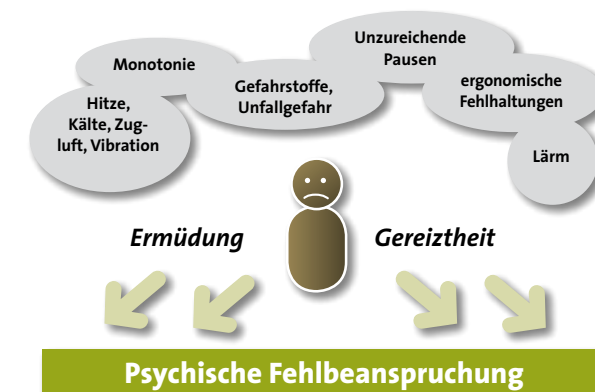 Monotonie
Hitze,
Kälte, Zug-
luft, Vibration
Gefahrstoffe,
Unfallgefahr
Unzureichende
Pausen
ergonomische
Fehlhaltungen
Lärm
Ermüdung
Gereiztheit
Psychische Fehlbeanspruchung